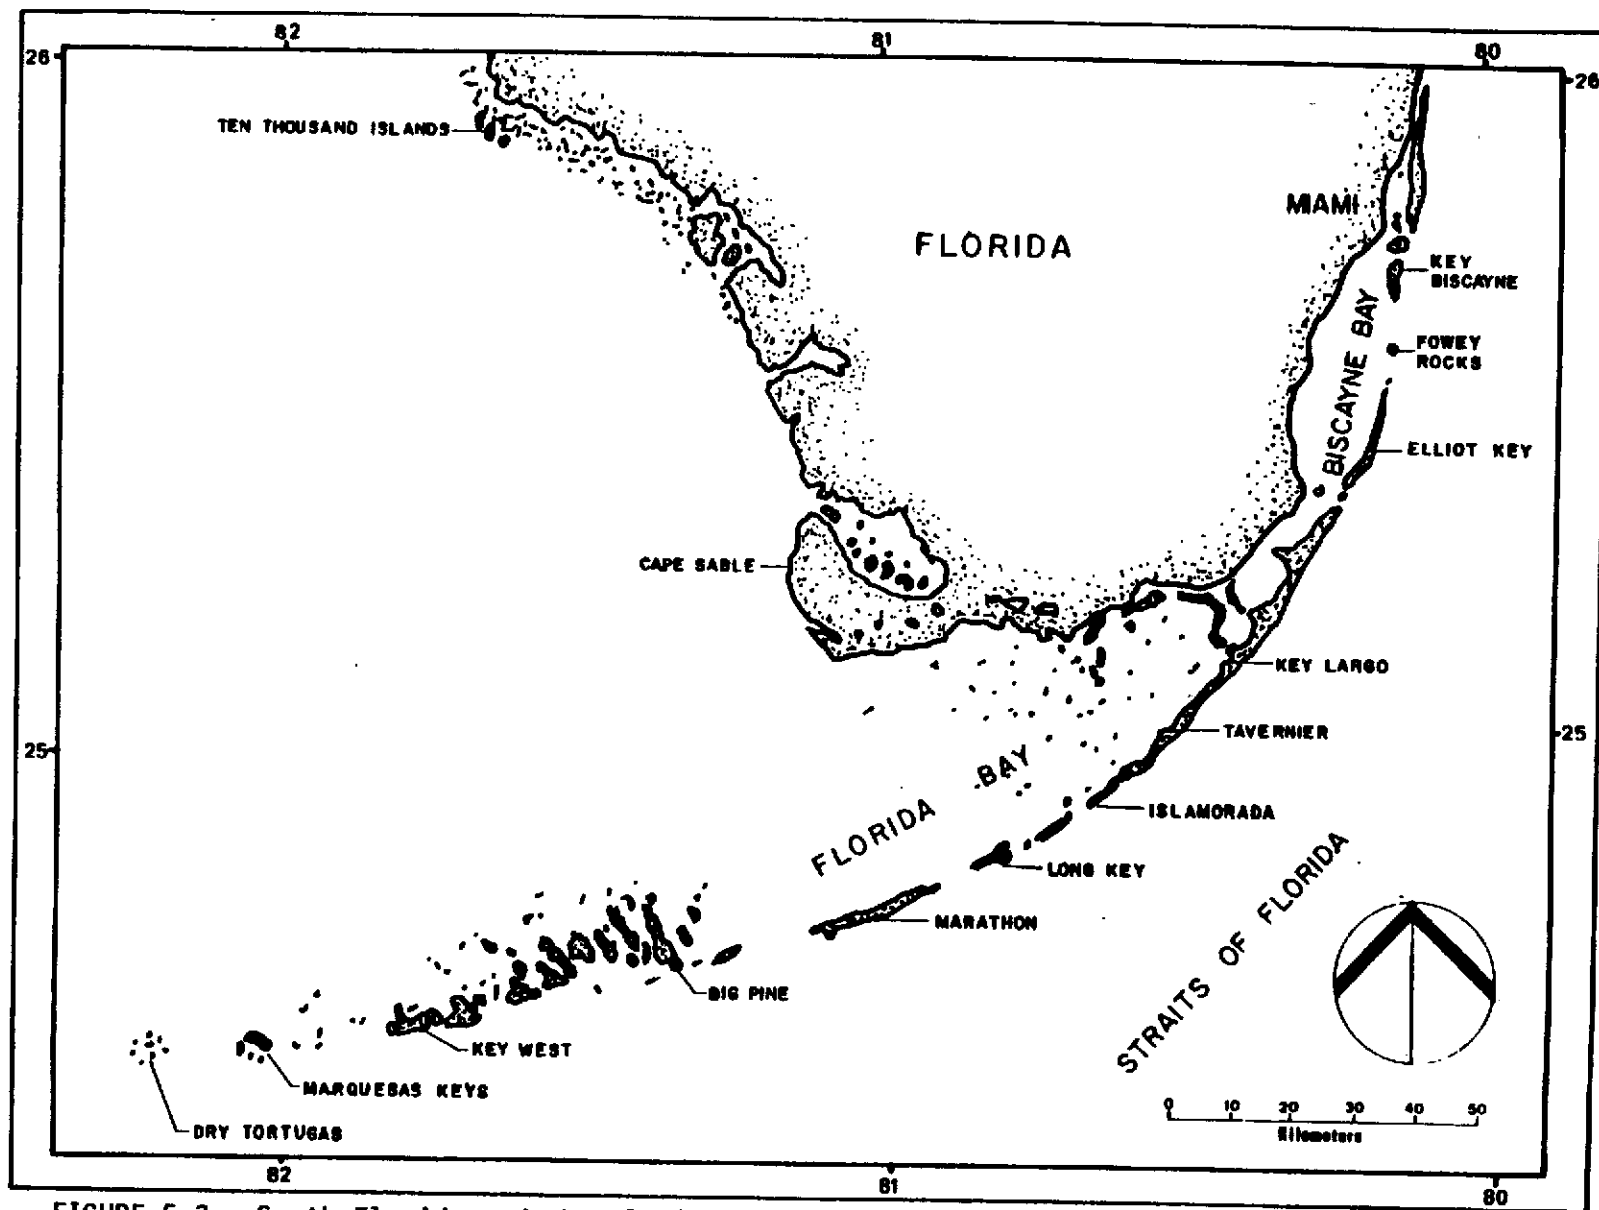 82
81
80
26
26
TEN THOUSAND ISLANDS
MIAMI
FLORIDA
KEY
BISCAYNE
BISCAYNE BAY
FOWEY
ROCKS
ELLIOT KEY
CAPE SABLE
KEY LARGO
TAVERNIER
25
25
FLORIDA BAY
ISLAMORADA
LONG KEY
MARATHON
STRAITS OF FLORIDA
BIG PINE
KEY WEST
MARQUESAS KEYS
DRY TORTUGAS
0 10 20 30 40 50
Kilometers
82
81
80